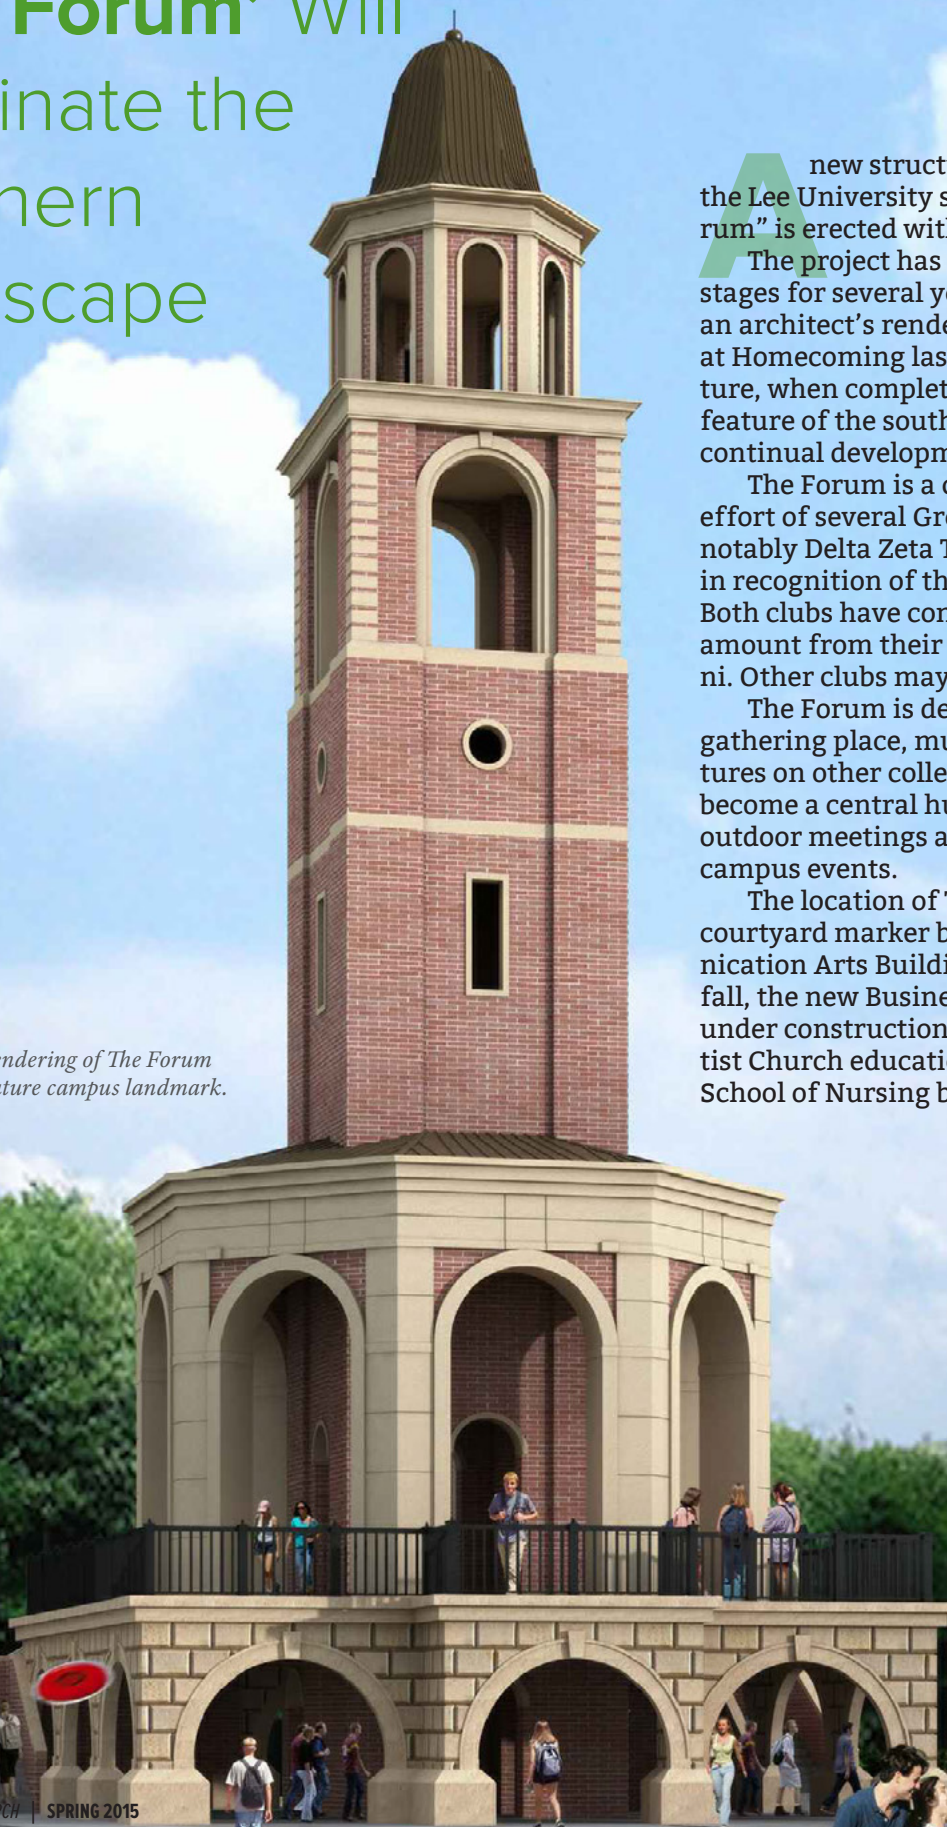 Forum’ Will
inate the
hern
scape
A new struct
the Lee University s
rum” is erected wit
The project has
stages for several y
an architect’s rende
at Homecoming las
ture, when complet
feature of the south
continual developm
The Forum is a c
effort of several Gre
notably Delta Zeta T
in recognition of th
Both clubs have con
amount from their
ni. Other clubs may
The Forum is de
gathering place, mu
tures on other colle
become a central hu
outdoor meetings a
campus events.
The location of T
courtyard marker b
nication Arts Buildi
fall, the new Busine
under construction
tist Church educati
School of Nursing b
endering of The Forum
uture campus landmark.
RCH | SPRING 2015